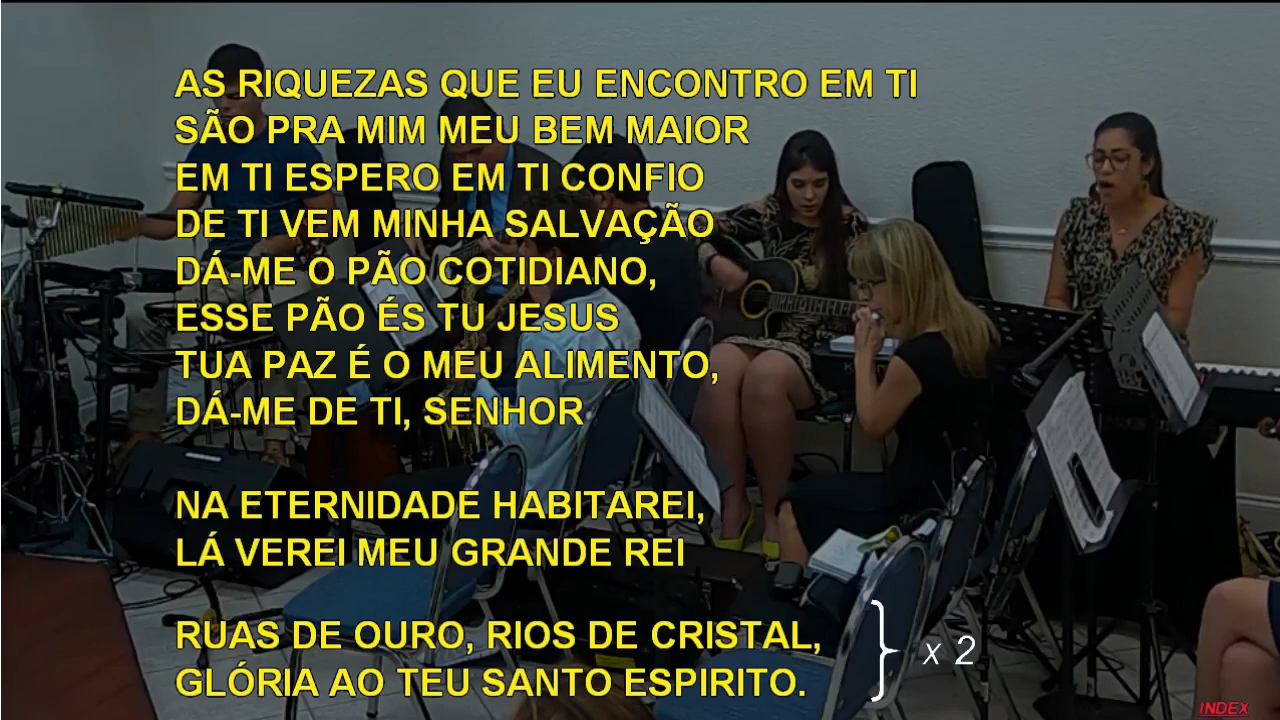 AS RIQUEZAS QUE EU ENCONTRO EM TI
SÃO PRA MIM MEU BEM MAIOR
EM TI ESPERO EM TI CONFIO
DE TI VEM MINHA SALVAÇÃO
DÁ-ME O PÃO COTIDIANO,
ESSE PÃO ÉS TU JESUS
TUA PAZ É O MEU ALIMENTO,
DÁ-ME DE TI, SENHOR
NA ETERNIDADE HABITAREI,
LÁ VEREI MEU GRANDE REI
RUAS DE OURO, RIOS DE CRISTAL,
GLÓRIA AO TEU SANTO ESPIRITO.
x 2
INDEX